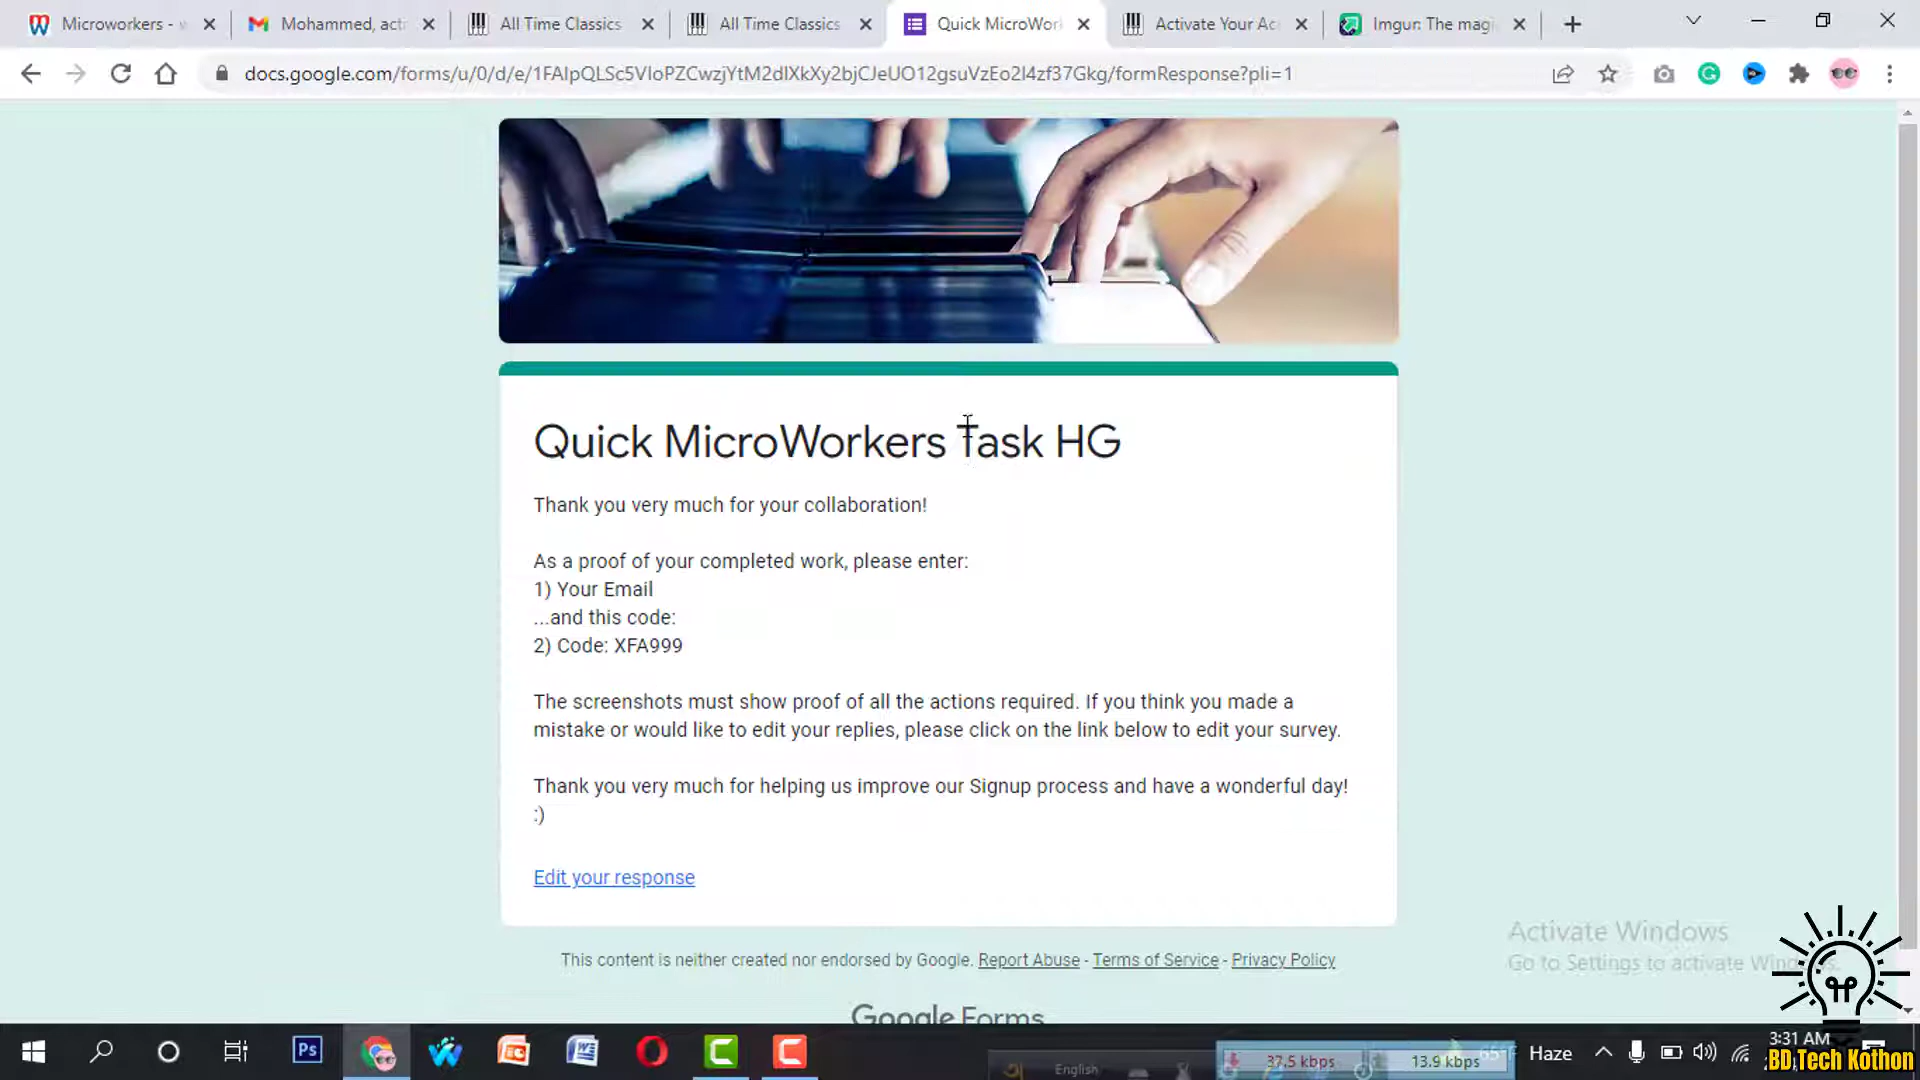 Microworkers - w
Mohammed, acti
All Time Classics
All Time Classics
Quick MicroWor
Activate Your Ac
Imgur: The magi
docs.google.com/forms/u/0/d/e/1FAIpQLSc5VIoPZCwzjYtM2dlXkXy2bjCJeUO12gsuVzEo2l4zf37Gkg/formResponse?pli=1
Quick MicroWorkers Task HG
Thank you very much for your collaboration!
As a proof of your completed work, please enter:
1) Your Email
...and this code:
2) Code: XFA999
The screenshots must show proof of all the actions required. If you think you made a
mistake or would like to edit your replies, please click on the link below to edit your survey.
Thank you very much for helping us improve our Signup process and have a wonderful day!
:)
Edit your response
This content is neither created nor endorsed by Google. Report Abuse - Terms of Service - Privacy Policy
Google Forms
Activate Windows
Go to Settings to activate Windows.
Ps
English
37.5 kbps
13.9 kbps
65°F Haze
3:31 AM
BD.Tech Kothon